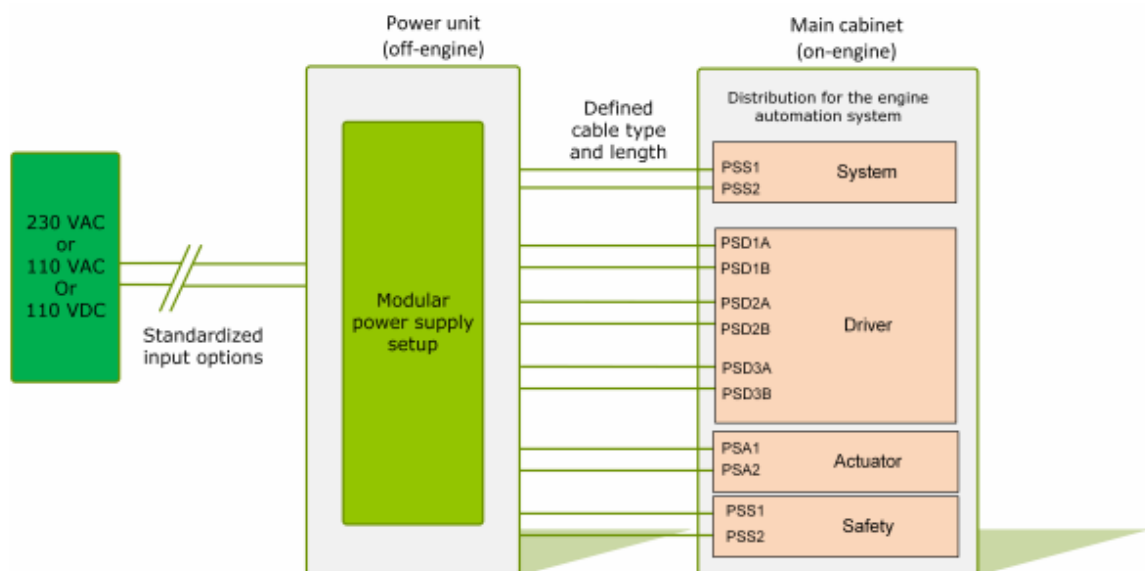 Power unit
(off-engine)
Main cabinet
(on-engine)
Defined
cable type
and length
Distribution for the engine
automation system
PSS1
PSS2
System
230 VAC
or
110 VAC
Or
110 VDC
Standardized
input options
Modular
power supply
setup
PSD1A
PSD1B
PSD2A
PSD2B
PSD3A
PSD3B
Driver
PSA1
PSA2
Actuator
PSS1
PSS2
Safety